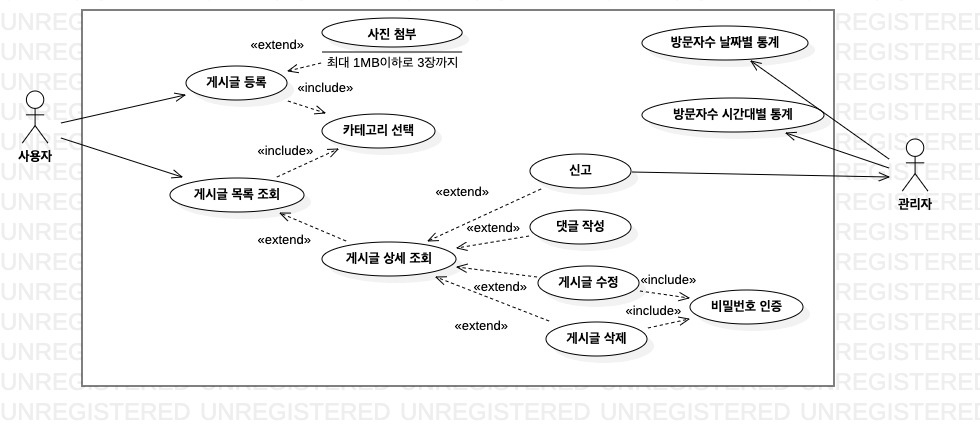 사진 첨부
최대 1MB이하로 3장까지
방문자수 날짜별 통계
«extend»
게시글 등록
«include»
방문자수 시간대별 통계
카테고리 선택
사용자
«include»
신고
관리자
게시글 목록 조회
«extend»
댓글 작성
«extend»
«extend»
게시글 상세 조회
게시글 수정
«include»
«extend»
비밀번호 인증
«include»
«extend»
게시글 삭제
UNREGISTERED UNREGISTERED UNREGISTERED UNREGISTERED UNREGISTERED